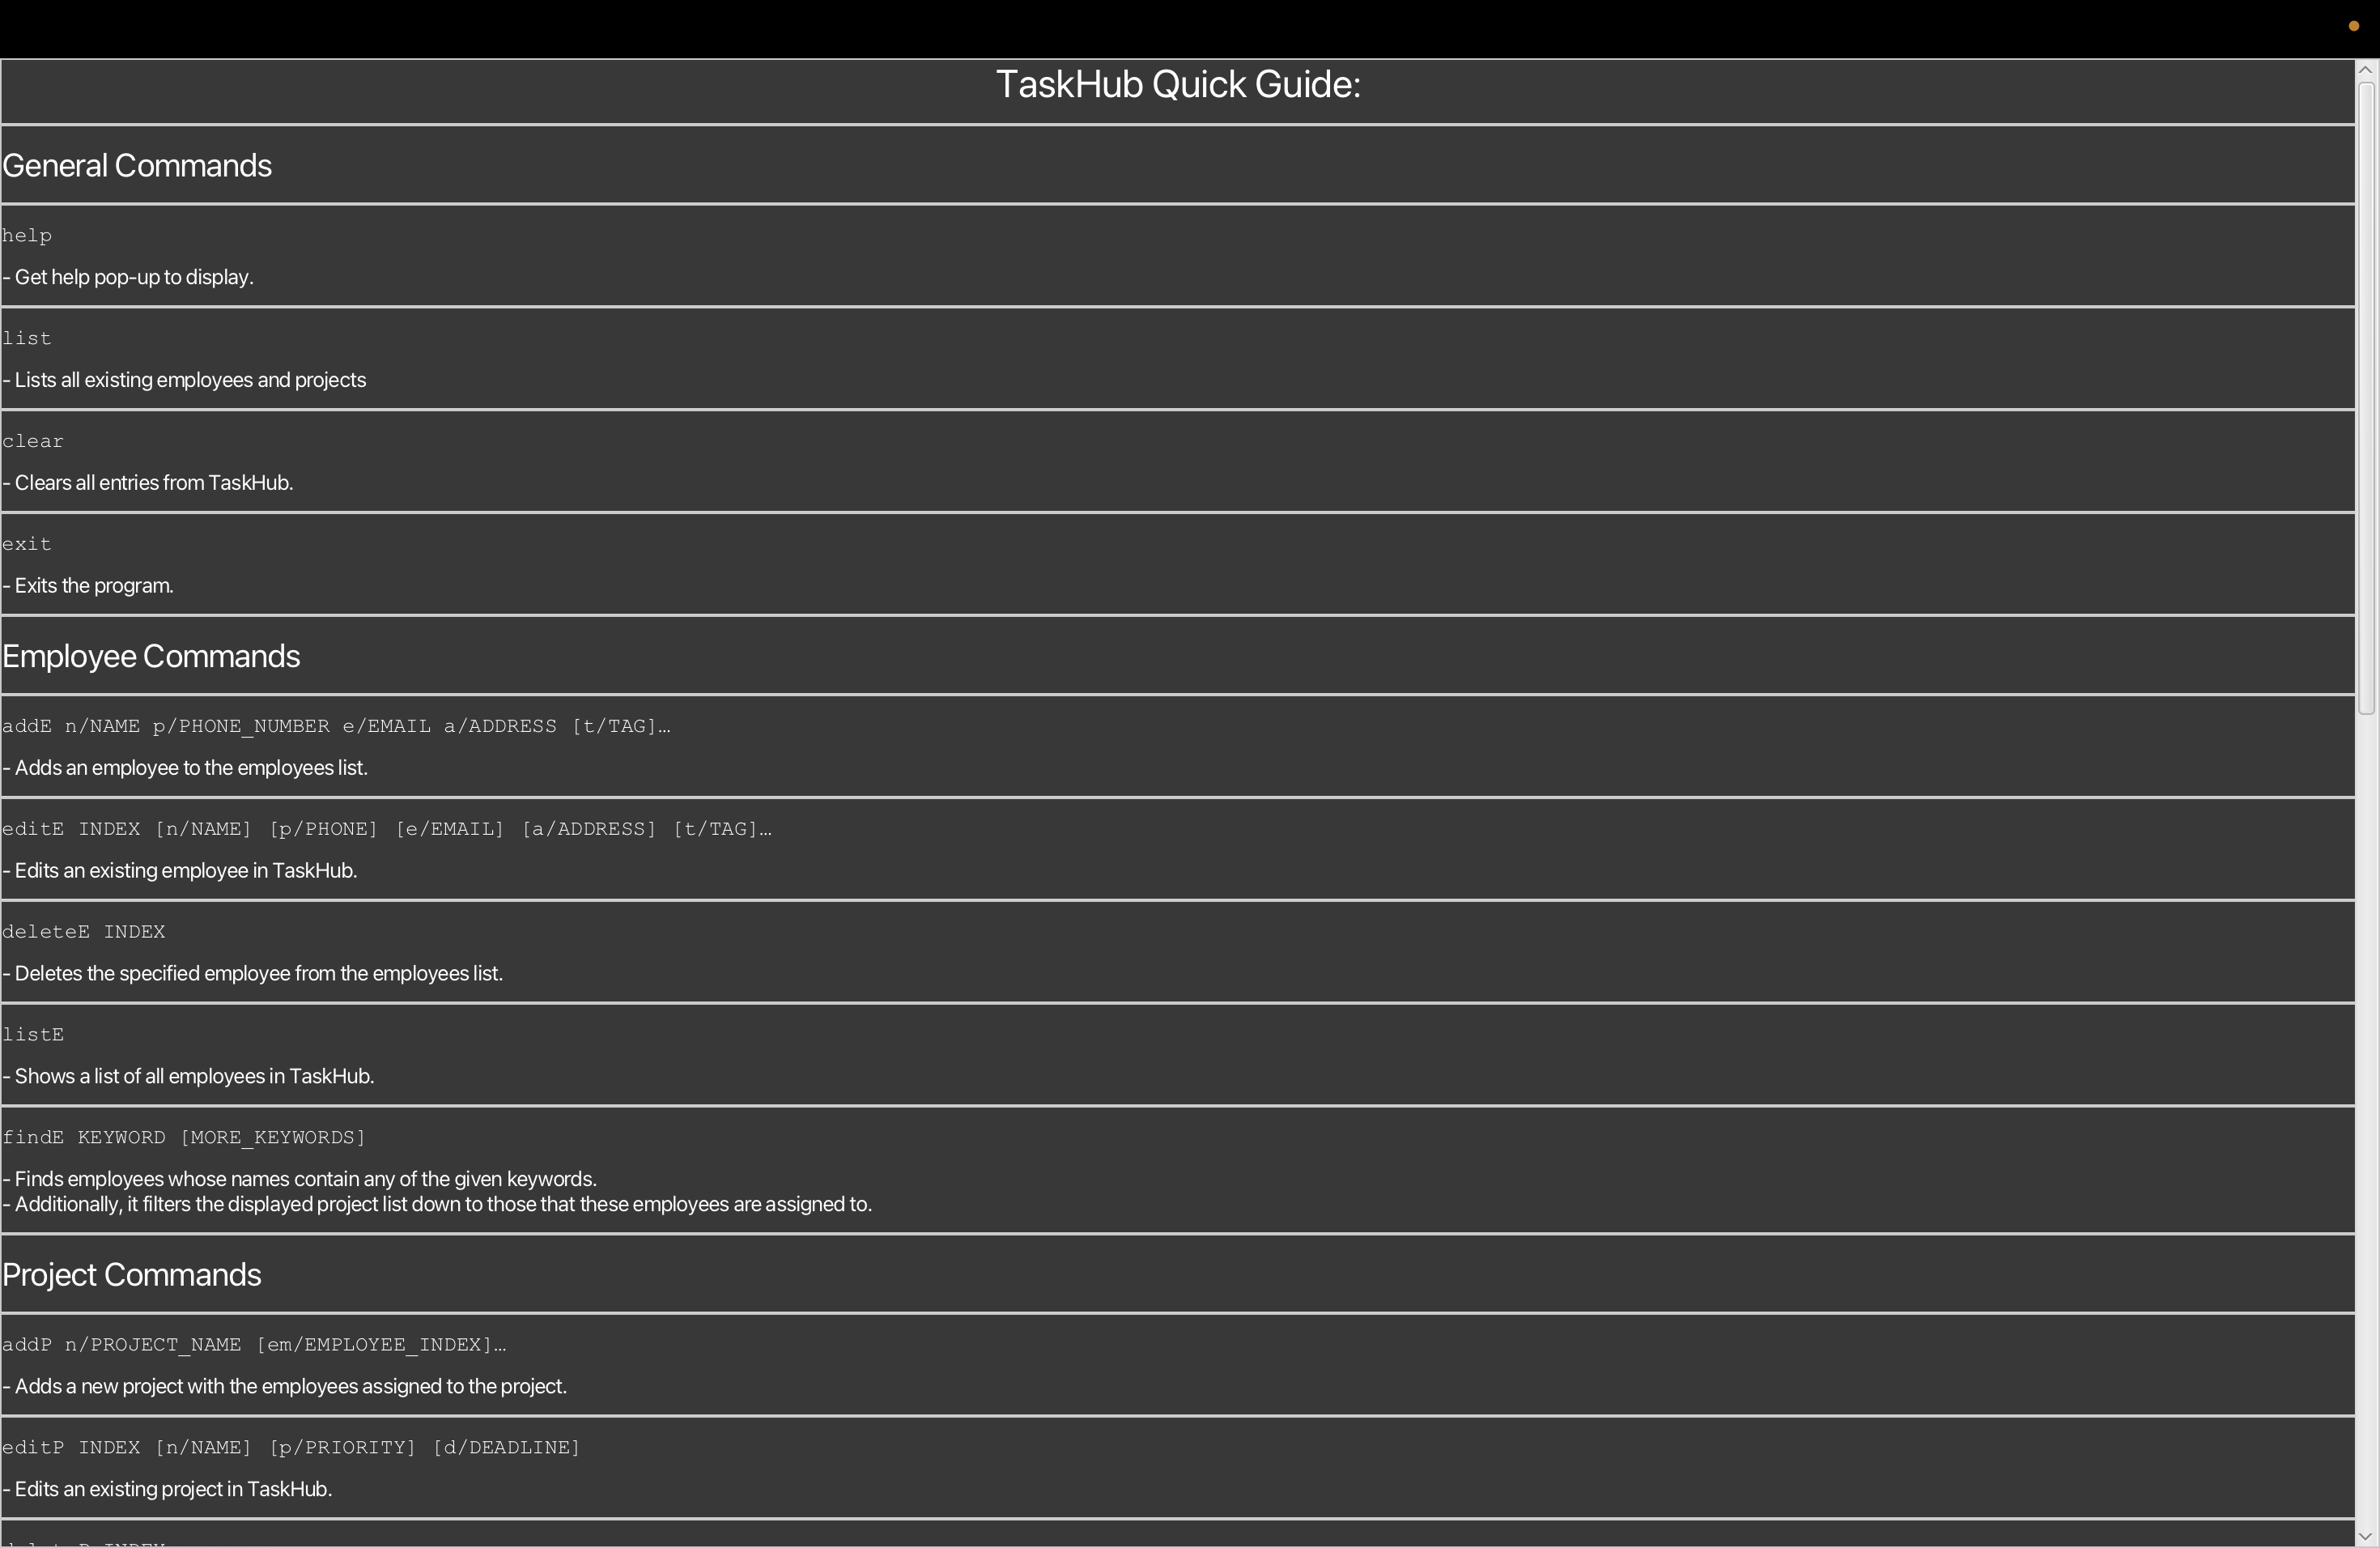 TaskHub Quick Guide:
General Commands
help
- Get help pop-up to display.
list
- Lists all existing employees and projects
clear
- Clears all entries from TaskHub.
exit
- Exits the program.
Employee Commands
addE n/NAME p/PHONE_NUMBER e/EMAIL a/ADDRESS [t/TAG]…
- Adds an employee to the employees list.
editE INDEX [n/NAME] [p/PHONE] [e/EMAIL] [a/ADDRESS] [t/TAG]…
- Edits an existing employee in TaskHub.
deleteE INDEX
- Deletes the specified employee from the employees list.
listE
- Shows a list of all employees in TaskHub.
findE KEYWORD [MORE_KEYWORDS]
- Finds employees whose names contain any of the given keywords.
- Additionally, it filters the displayed project list down to those that these employees are assigned to.
Project Commands
addP n/PROJECT_NAME [em/EMPLOYEE_INDEX]…
- Adds a new project with the employees assigned to the project.
editP INDEX [n/NAME] [p/PRIORITY] [d/DEADLINE]
- Edits an existing project in TaskHub.